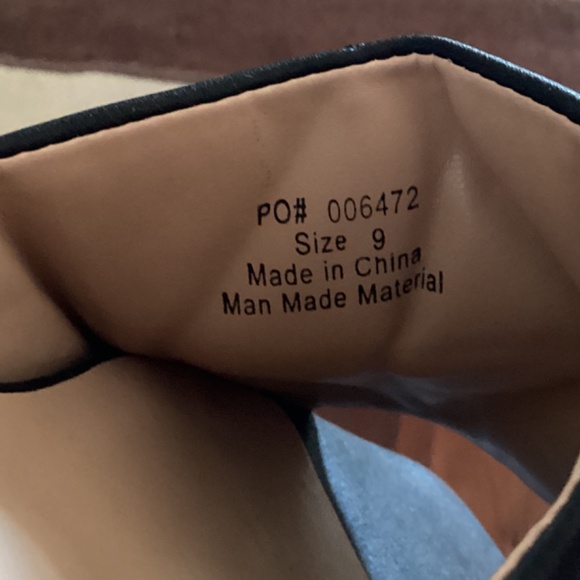 PO# 006472
Size 9
Made in China
Man Made Material